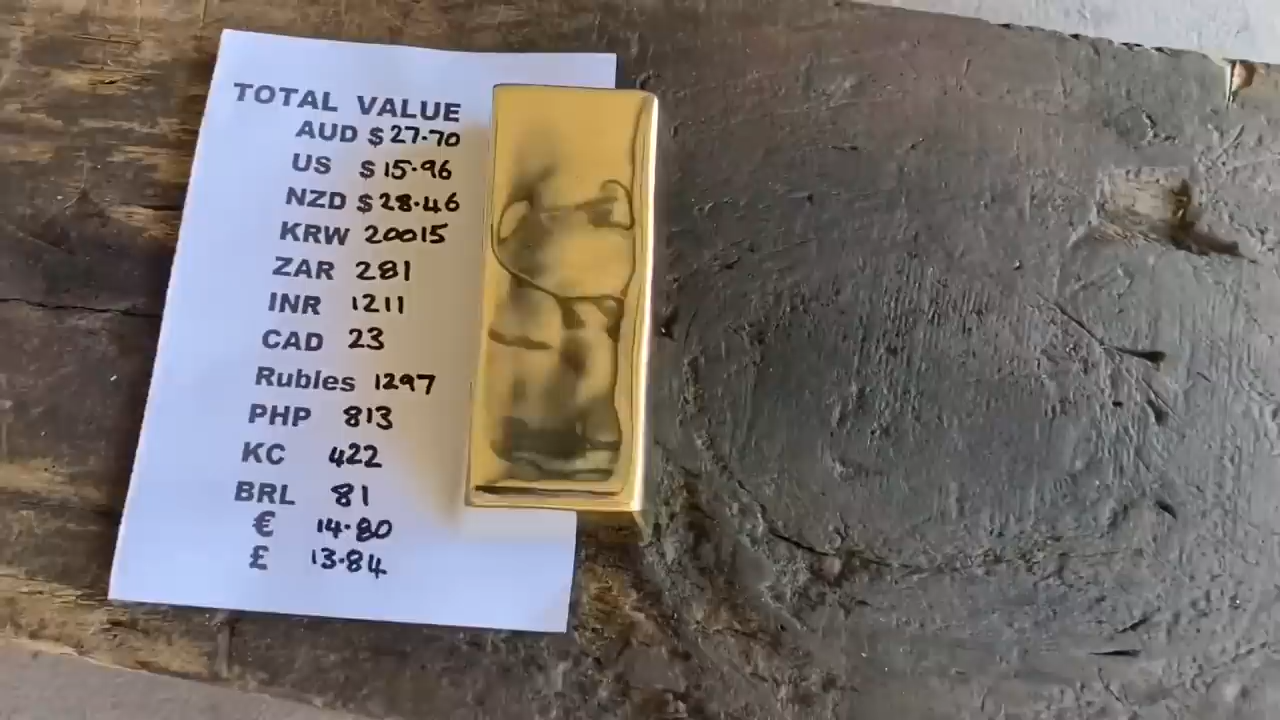 TOTAL VALUE
AUD $27.70
US $15.96
NZD $28.46
KRW 20015
ZAR 281
INR 1211
CAD 23
Rubles 1297
PHP 813
KC 422
BRL 81
€ 14.80
£ 13.84